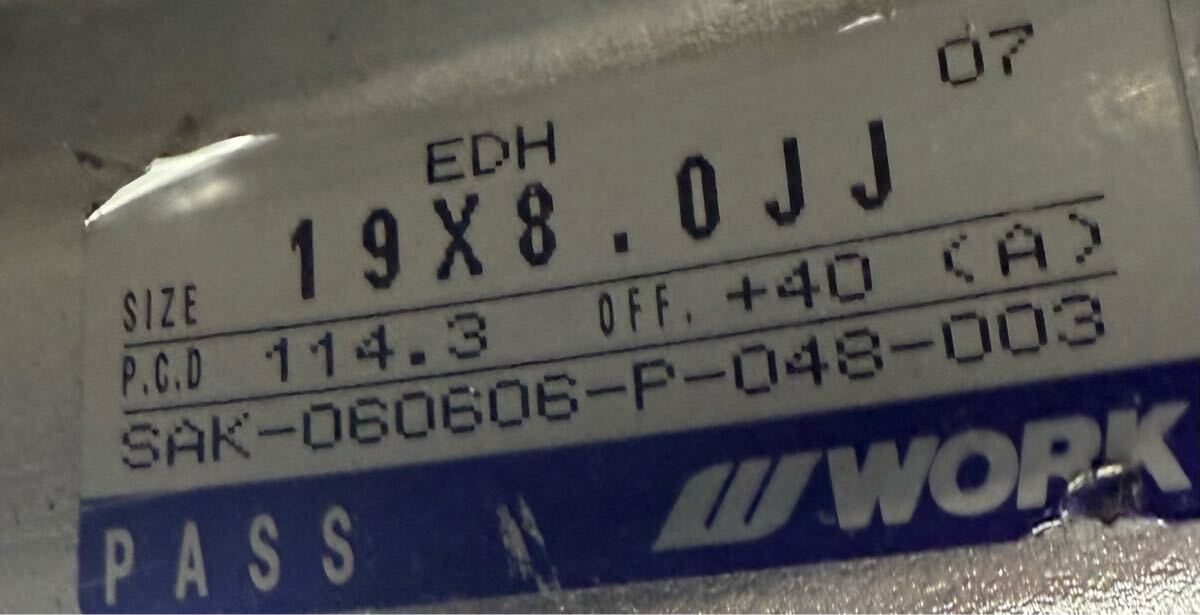 07
EDH
SIZE 19X8.0JJ
P.C.D 114.3 OFF. +40 (A)
SAK-060606-P-048-003
PASS WORK